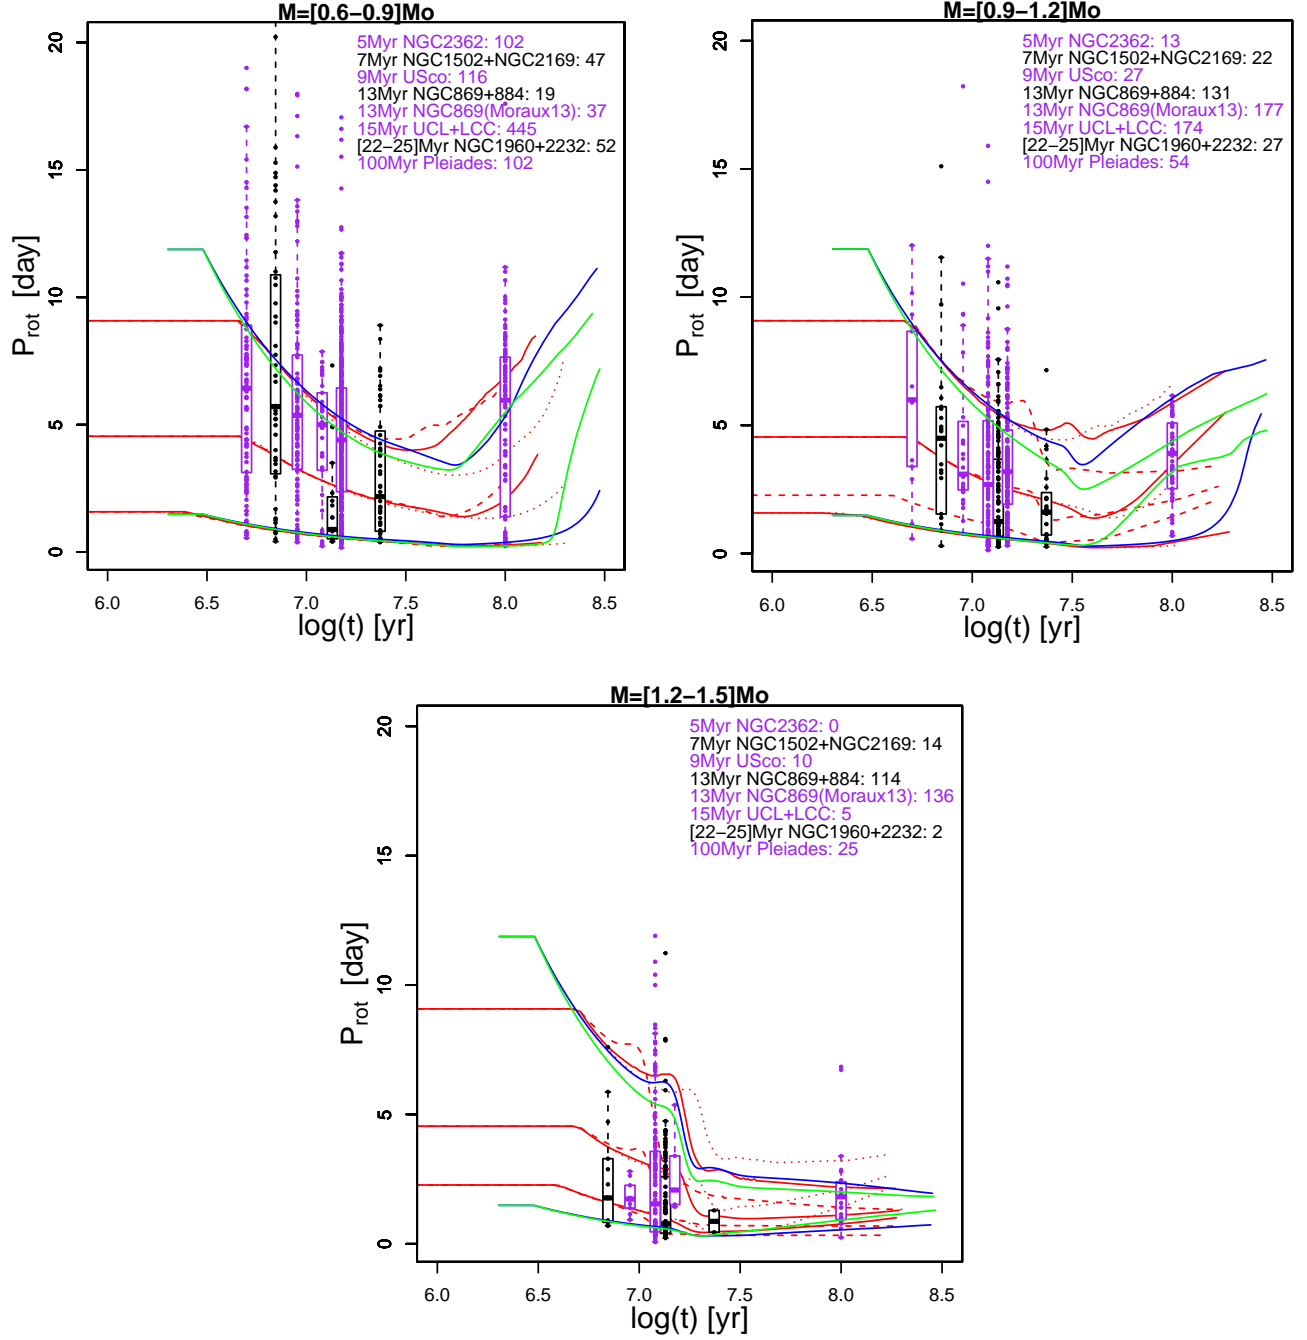 M=[0.6−0.9]Mo
5Myr NGC2362: 102
7Myr NGC1502+NGC2169: 47
9Myr USco: 116
13Myr NGC869+884: 19
13Myr NGC869(Moraux13): 37
15Myr UCL+LCC: 445
[22−25]Myr NGC1960+2232: 52
100Myr Pleiades: 102
20
15
10
5
0
Prot [day]
6.0 6.5 7.0 7.5 8.0 8.5
log(t) [yr]
M=[0.9−1.2]Mo
5Myr NGC2362: 13
7Myr NGC1502+NGC2169: 22
9Myr USco: 27
13Myr NGC869+884: 131
13Myr NGC869(Moraux13): 177
15Myr UCL+LCC: 174
[22−25]Myr NGC1960+2232: 27
100Myr Pleiades: 54
20
15
10
5
0
Prot [day]
6.0 6.5 7.0 7.5 8.0 8.5
log(t) [yr]
M=[1.2−1.5]Mo
5Myr NGC2362: 0
7Myr NGC1502+NGC2169: 14
9Myr USco: 10
13Myr NGC869+884: 114
13Myr NGC869(Moraux13): 136
15Myr UCL+LCC: 5
[22−25]Myr NGC1960+2232: 2
100Myr Pleiades: 25
20
15
10
5
0
Prot [day]
6.0 6.5 7.0 7.5 8.0 8.5
log(t) [yr]